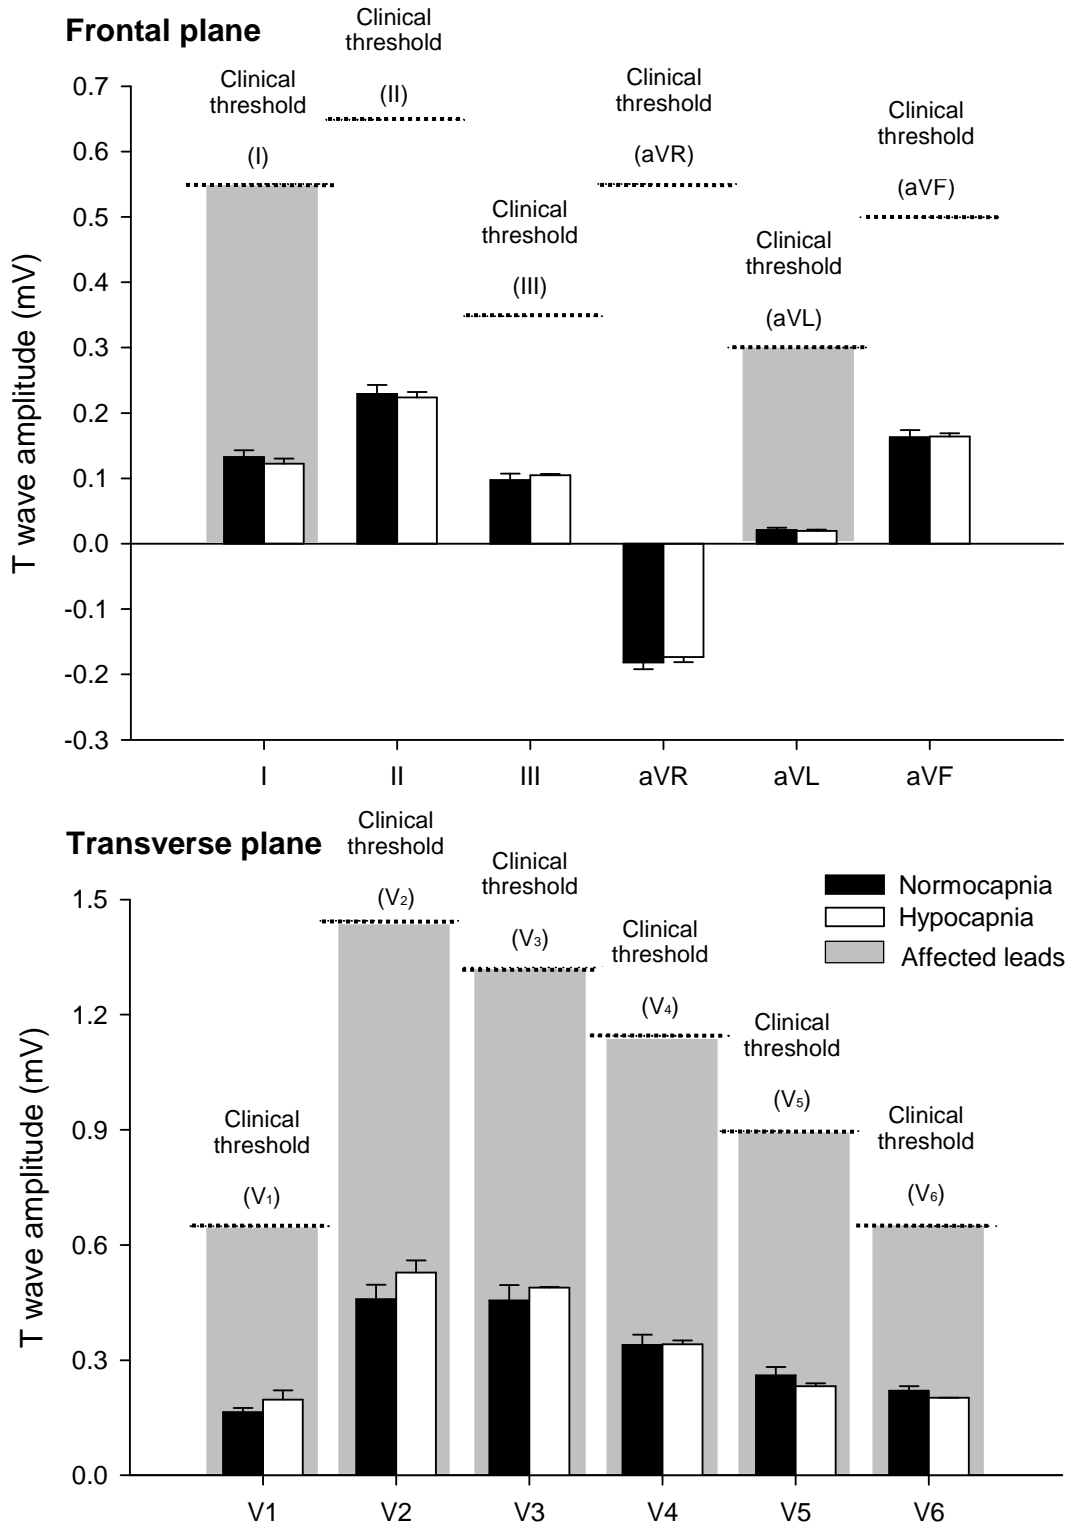 Frontal plane
Clinical
threshold
(I)
Clinical
threshold
(II)
Clinical
threshold
(III)
Clinical
threshold
(aVR)
Clinical
threshold
(aVL)
Clinical
threshold
(aVF)
T wave amplitude (mV)
0.7
0.6
0.5
0.4
0.3
0.2
0.1
0.0
-0.1
-0.2
-0.3
I
II
III
aVR
aVL
aVF
Transverse plane
Clinical
threshold
(V1)
Clinical
threshold
(V2)
Clinical
threshold
(V3)
Clinical
threshold
(V4)
Clinical
threshold
(V5)
Clinical
threshold
(V6)
Normocapnia
Hypocapnia
Affected leads
T wave amplitude (mV)
1.5
1.2
0.9
0.6
0.3
0.0
V1
V2
V3
V4
V5
V6